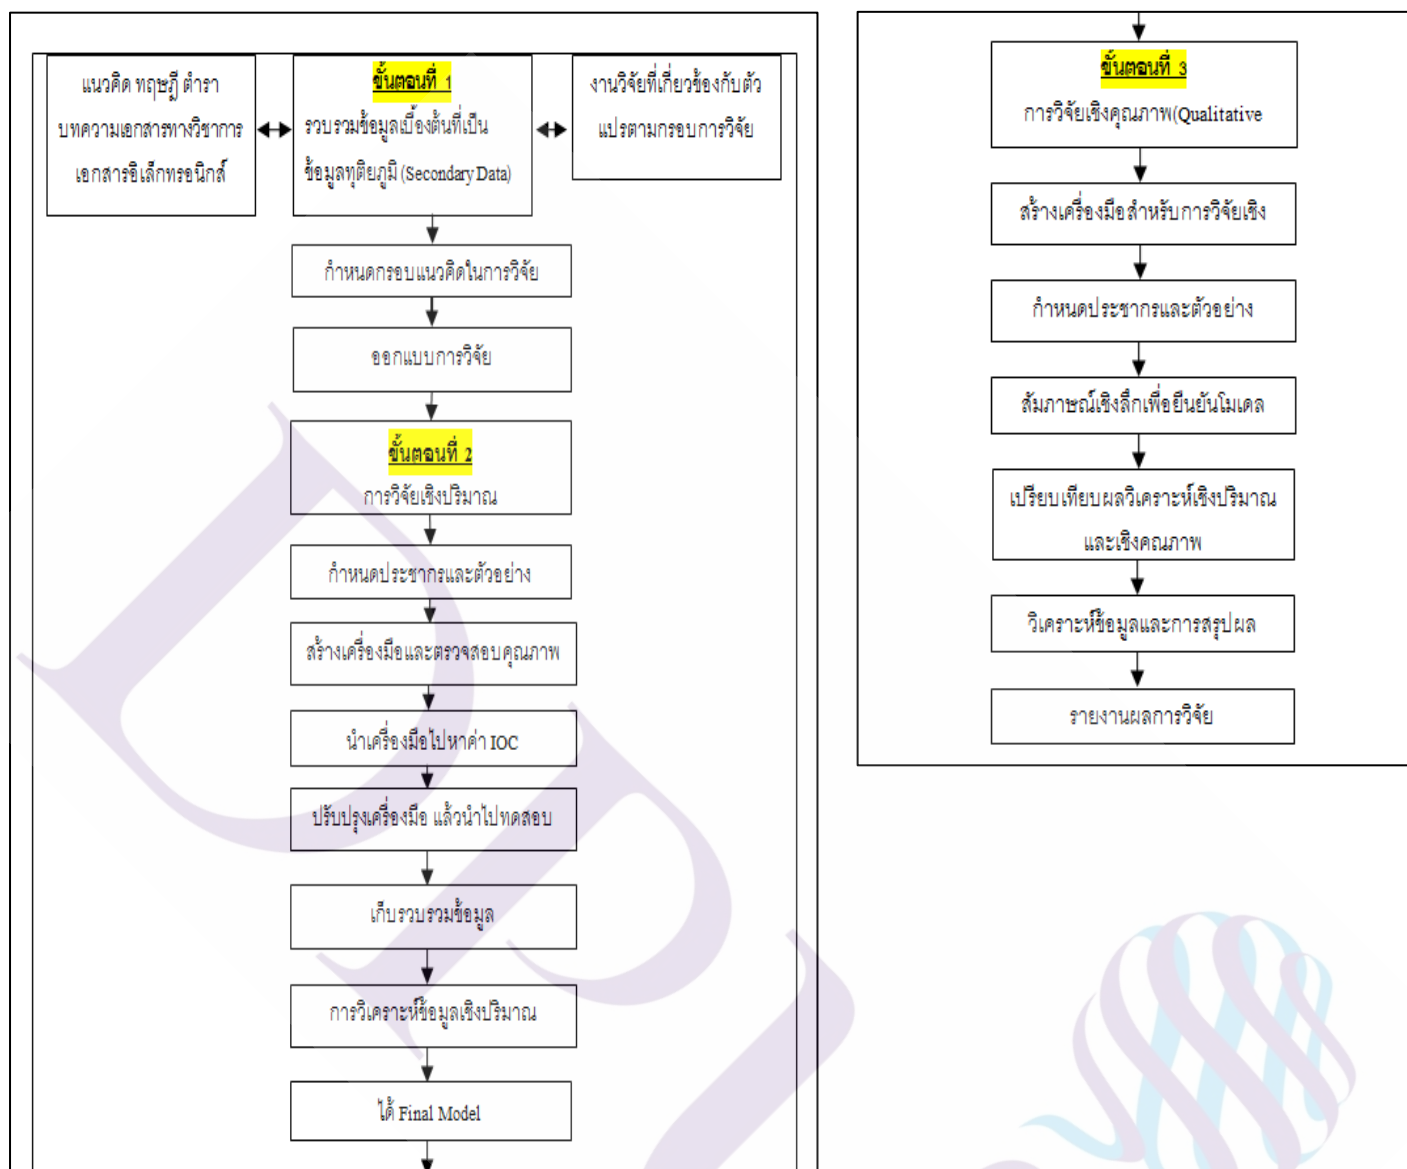 แนวคิด ทฤษฎี ตำรา
บทความเอกสารทางวิชาการ
เอกสารอิเล็กทรอนิกส์
ขั้นตอนที่ 1
รวบรวมข้อมูลเบื้องต้นที่เป็น
ข้อมูลทุติยภูมิ (Secondary Data)
งานวิจัยที่เกี่ยวข้องกับตัว
แปรตามกรอบการวิจัย
กำหนดกรอบแนวคิดในการวิจัย
ออกแบบการวิจัย
ขั้นตอนที่ 2
การวิจัยเชิงปริมาณ
กำหนดประชากรและตัวอย่าง
สร้างเครื่องมือและตรวจสอบคุณภาพ
นำเครื่องมือไปหาค่า IOC
ปรับปรุงเครื่องมือ แล้วนำไปทดสอบ
เก็บรวบรวมข้อมูล
การวิเคราะห์ข้อมูลเชิงปริมาณ
ได้ Final Model
ขั้นตอนที่ 3
การวิจัยเชิงคุณภาพ(Qualitative
สร้างเครื่องมือสำหรับการวิจัยเชิง
กำหนดประชากรและตัวอย่าง
สัมภาษณ์เชิงลึกเพื่อยืนยันโมเดล
เปรียบเทียบผลวิเคราะห์เชิงปริมาณ
และเชิงคุณภาพ
วิเคราะห์ข้อมูลและการสรุปผล
รายงานผลการวิจัย